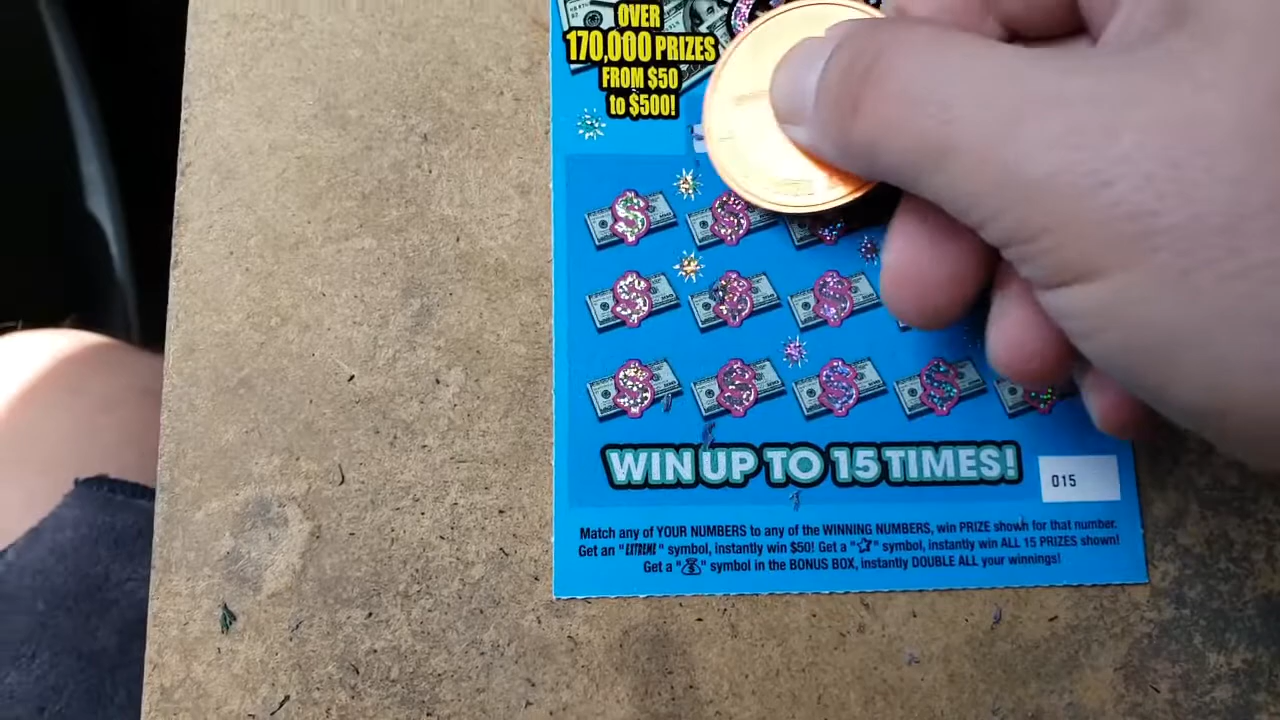 OVER
170,000 PRIZES
FROM $50
to $500!
WIN UP TO 15 TIMES!
015
Match any of YOUR NUMBERS to any of the WINNING NUMBERS, win PRIZE shown for that number.
Get an "EXTREME" symbol, instantly win $50! Get a "☆" symbol, instantly win ALL 15 PRIZES shown!
Get a "💰" symbol in the BONUS BOX, instantly DOUBLE ALL your winnings!